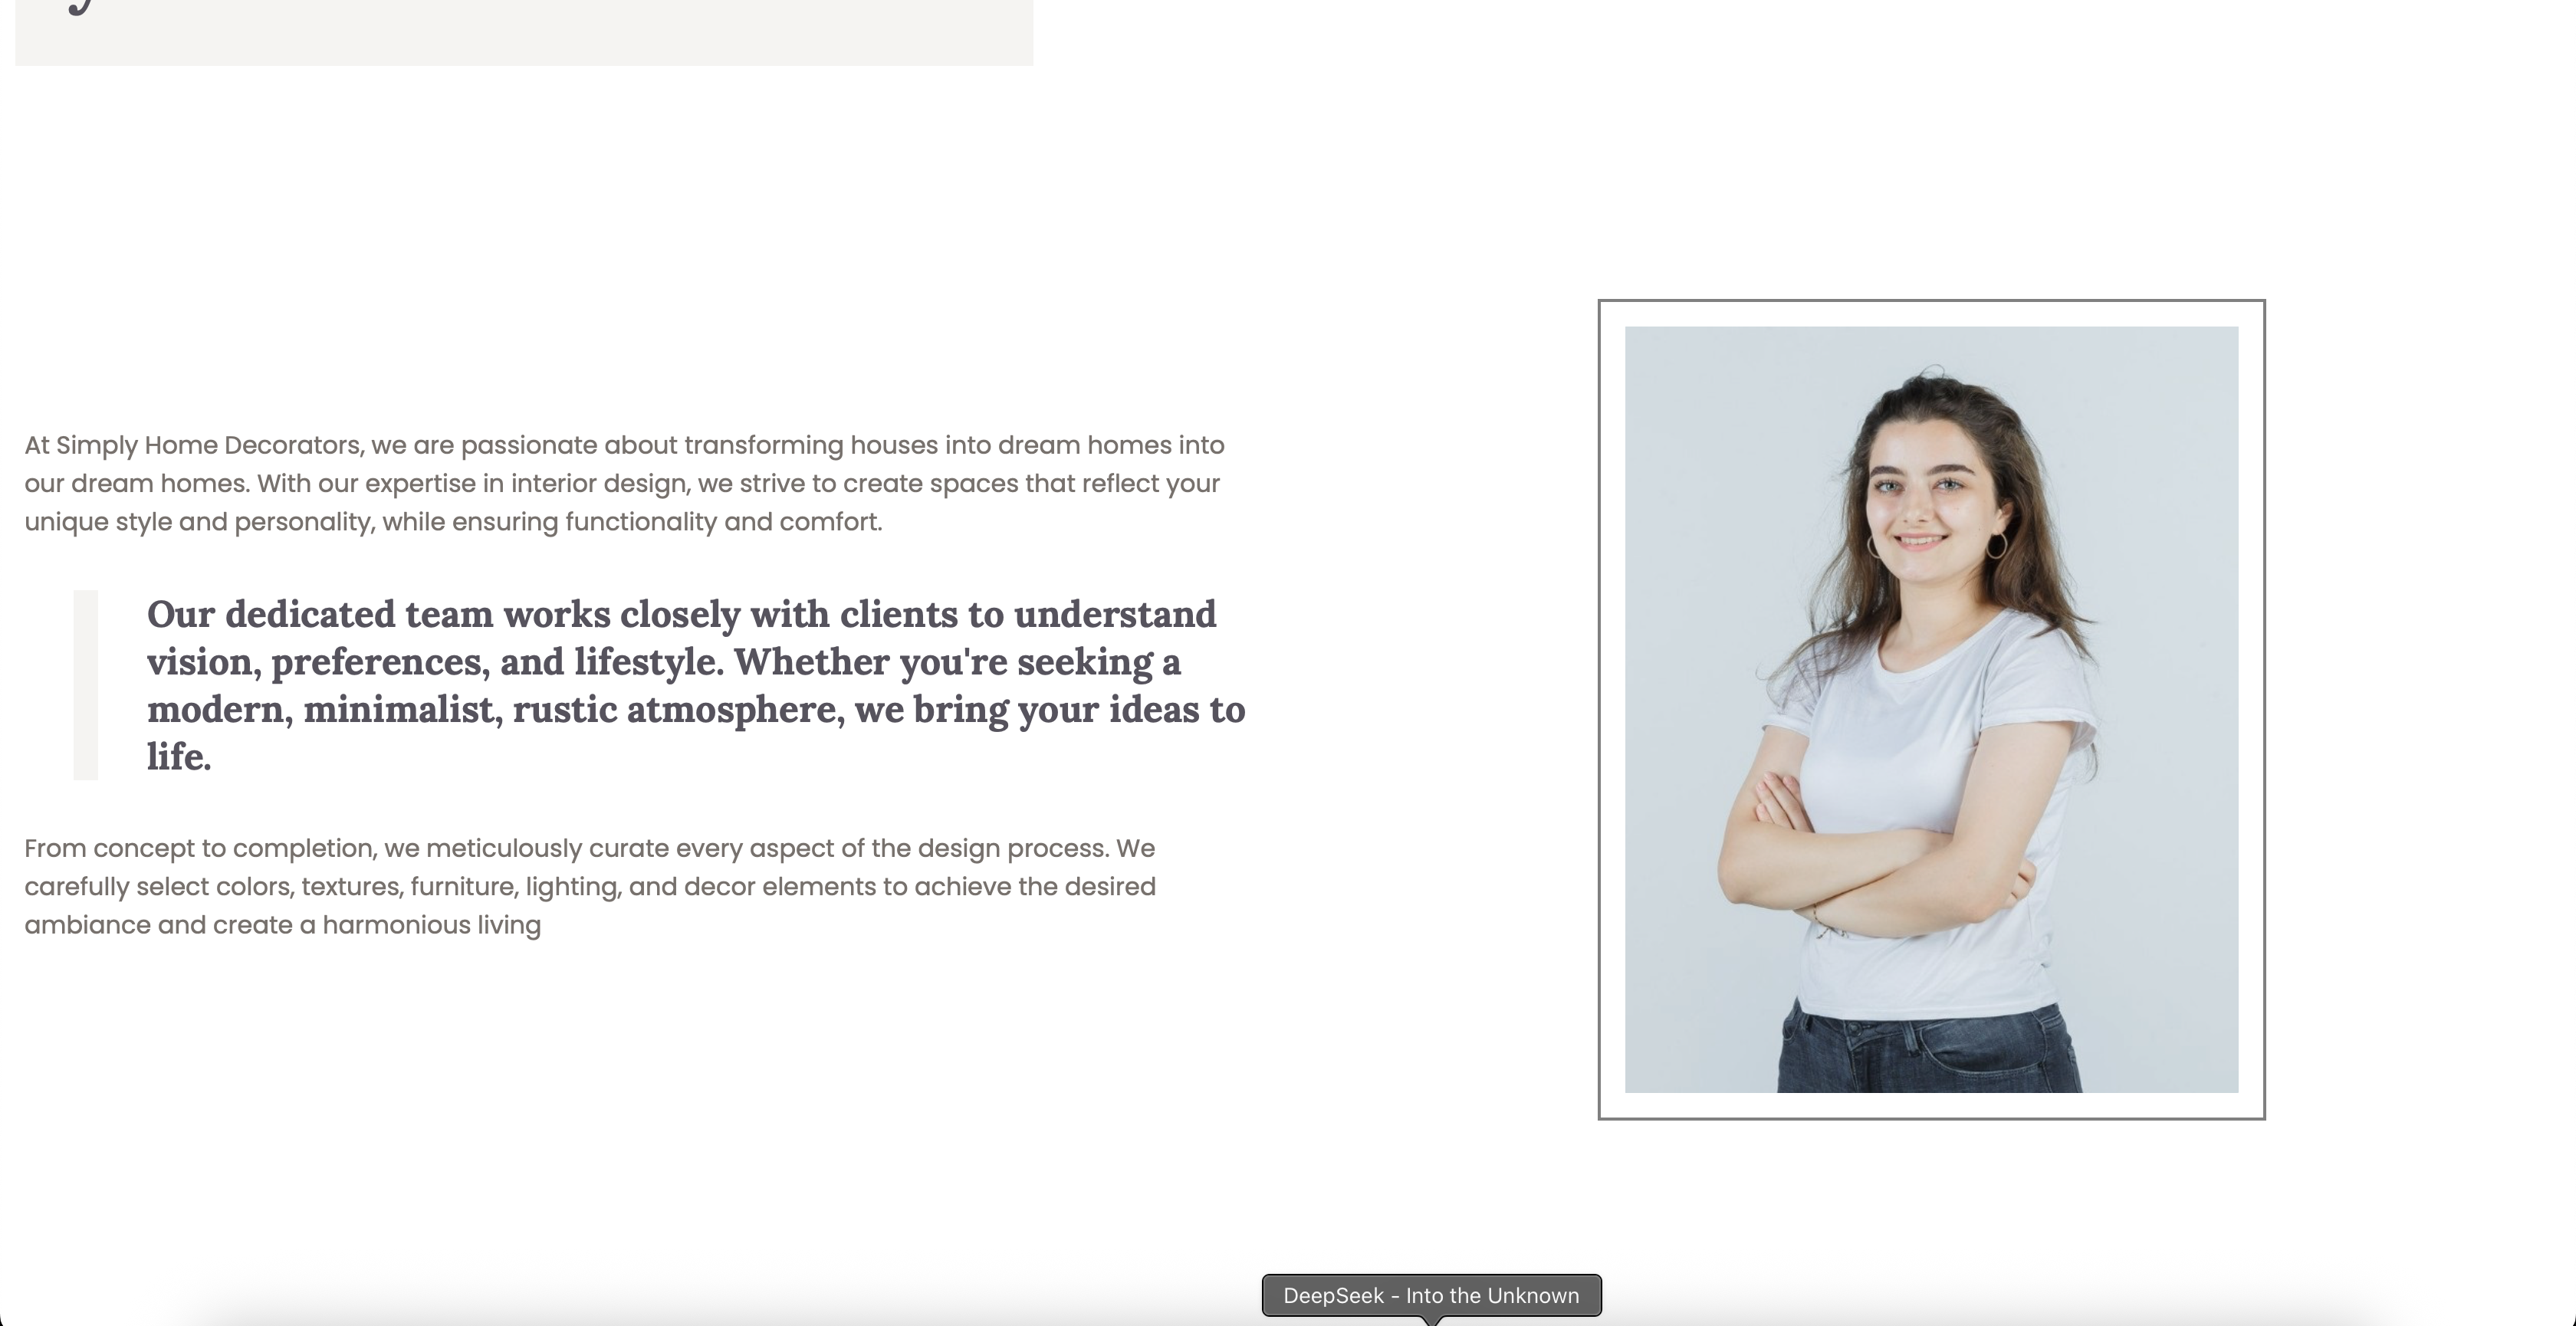 At Simply Home Decorators, we are passionate about transforming houses into dream homes into
our dream homes. With our expertise in interior design, we strive to create spaces that reflect your
unique style and personality, while ensuring functionality and comfort.
Our dedicated team works closely with clients to understand
vision, preferences, and lifestyle. Whether you're seeking a
modern, minimalist, rustic atmosphere, we bring your ideas to
life.
From concept to completion, we meticulously curate every aspect of the design process. We
carefully select colors, textures, furniture, lighting, and decor elements to achieve the desired
ambiance and create a harmonious living
DeepSeek - Into the Unknown